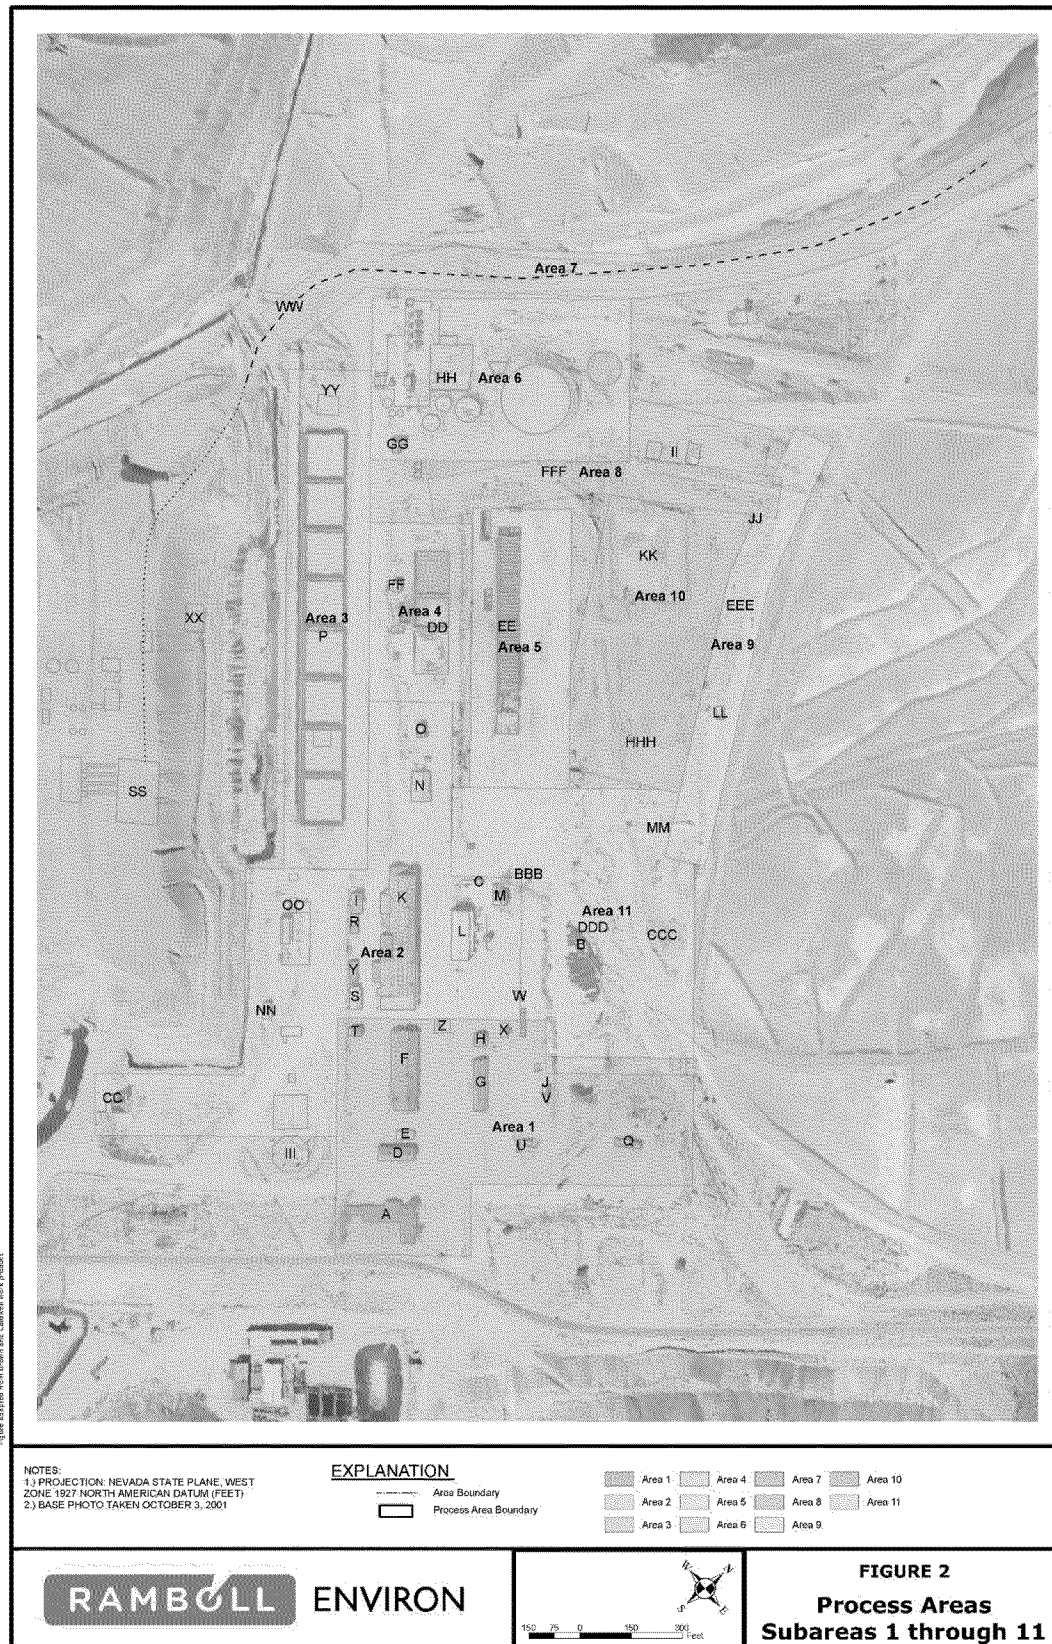 Area 7
WW
HH
Area 6
YY
GG
II
FFF
Area 8
JJ
KK
FF
Area 10
EEE
Area 3
Area 4
XX
P
DD
EE
Area 5
Area 9
LL
O
HHH
N
SS
MM
BBB
C
K
M
I
OO
R
Area 11
DDD
L
CCC
B
Area 2
Y
S
W
NN
T
Z
X
H
F
G
J
CC
V
Area 1
E
U
Q
D
III
A
NOTES:
1.) PROJECTION: NEVADA STATE PLANE, WEST
ZONE 1927 NORTH AMERICAN DATUM (FEET)
2.) BASE PHOTO TAKEN OCTOBER 3, 2001
EXPLANATION
Area Boundary
Process Area Boundary
Area 1
Area 4
Area 7
Area 10
Area 2
Area 5
Area 8
Area 11
Area 3
Area 6
Area 9
RAMBOLL ENVIRON
W
N
S
E
150 75 0 150 300
Feet
FIGURE 2
Process Areas
Subareas 1 through 11